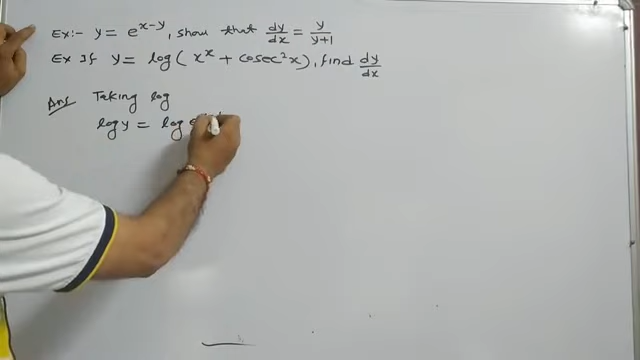 Ex:- y = e^{x-y}, show that dy/dx = y/(y+1)
Ex If y = log( x^x + cosec²x), find dy/dx
Ans Taking log
log y = log e